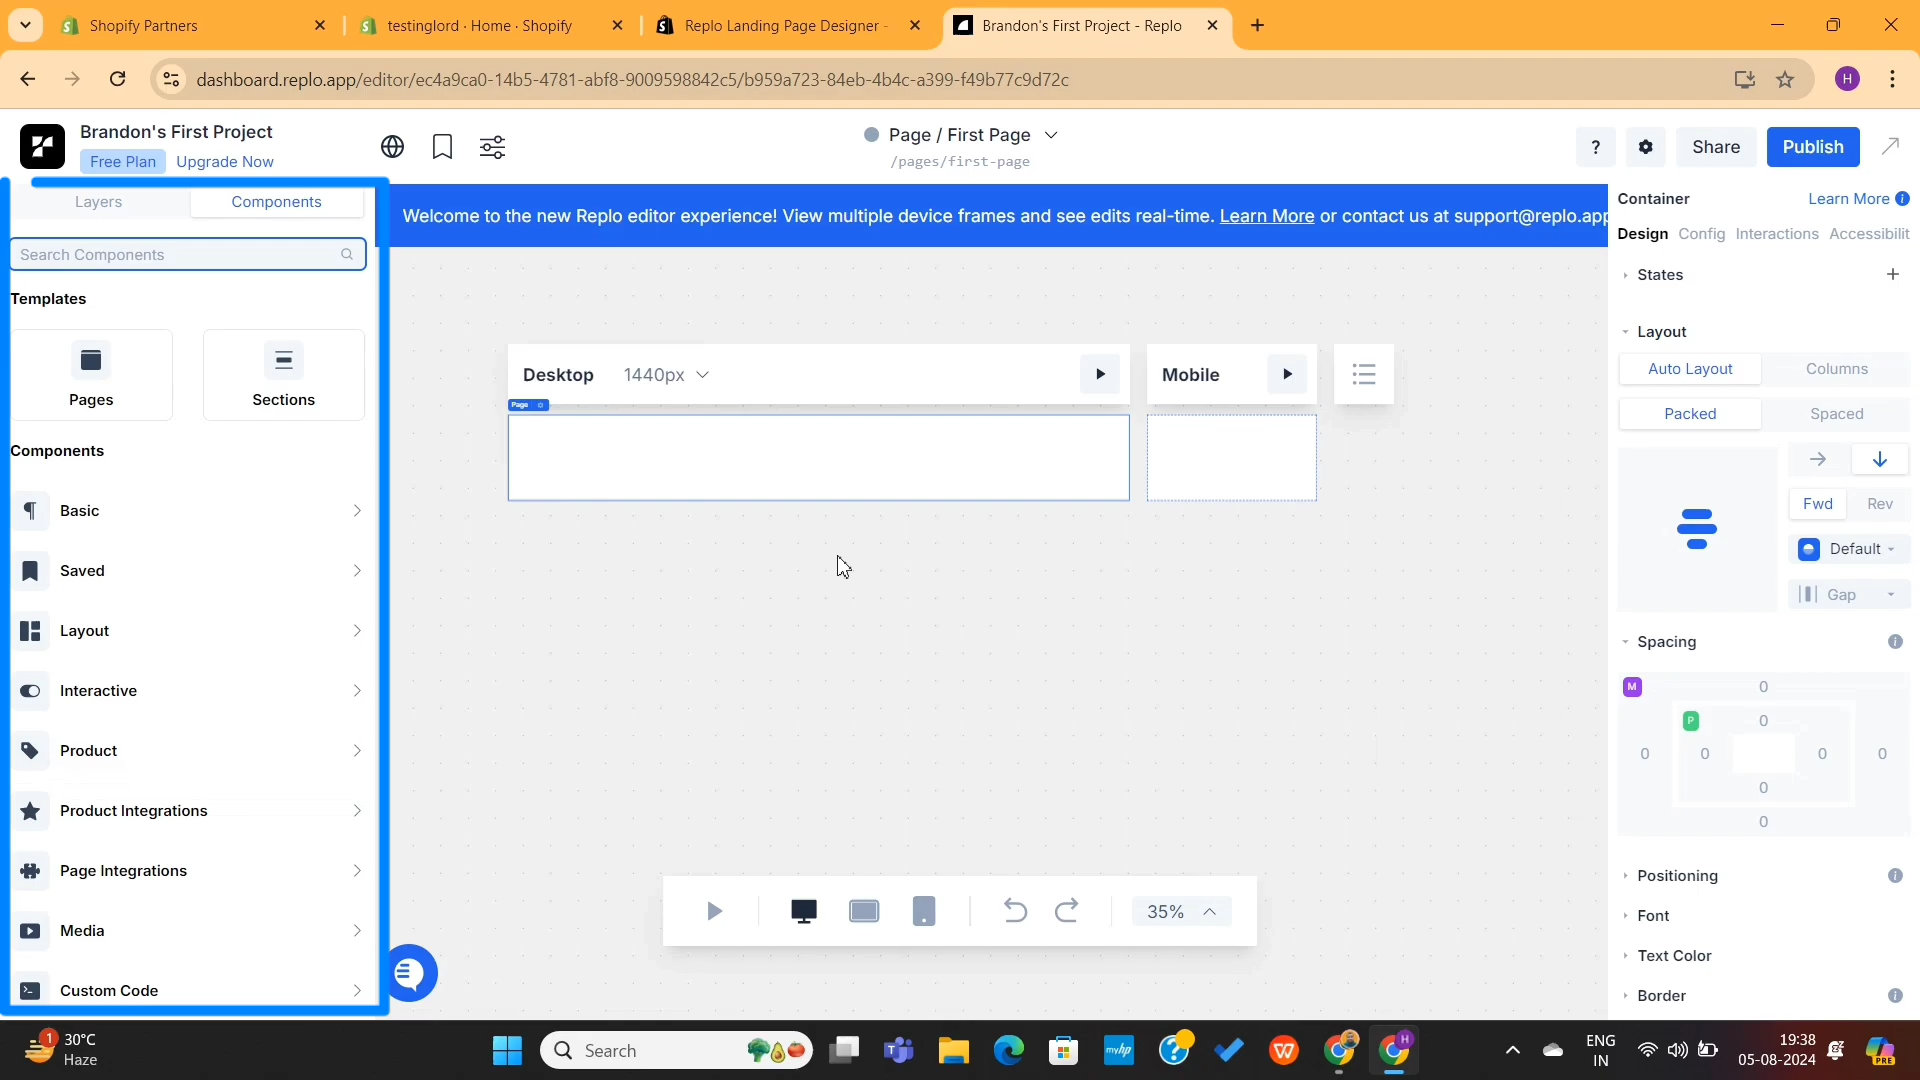 Shopify Partners
testinglord · Home · Shopify
Replo Landing Page Designer -
Brandon's First Project - Replo
dashboard.replo.app/editor/ec4a9ca0-14b5-4781-abf8-9009598842c5/b959a723-84eb-4b4c-a399-f49b77c9d72c
H
Brandon's First Project
Free Plan
Upgrade Now
Page / First Page
/pages/first-page
?
Share
Publish
Layers
Components
Search Components
Templates
Pages
Sections
Components
Basic
Saved
Layout
Interactive
Product
Product Integrations
Page Integrations
Media
Custom Code
Welcome to the new Replo editor experience! View multiple device frames and see edits real-time. Learn More or contact us at support@replo.app
Desktop
1440px
Mobile
Page
35%
Container
Learn More
Design
Config
Interactions
Accessibilit
States
Layout
Auto Layout
Columns
Packed
Spaced
Fwd
Rev
Default
Gap
Spacing
M
0
P
0
0
0
0
0
0
0
Positioning
Font
Text Color
Border
1
30°C
Haze
Search
myhp
H
ENG
IN
19:38
05-08-2024
PRE